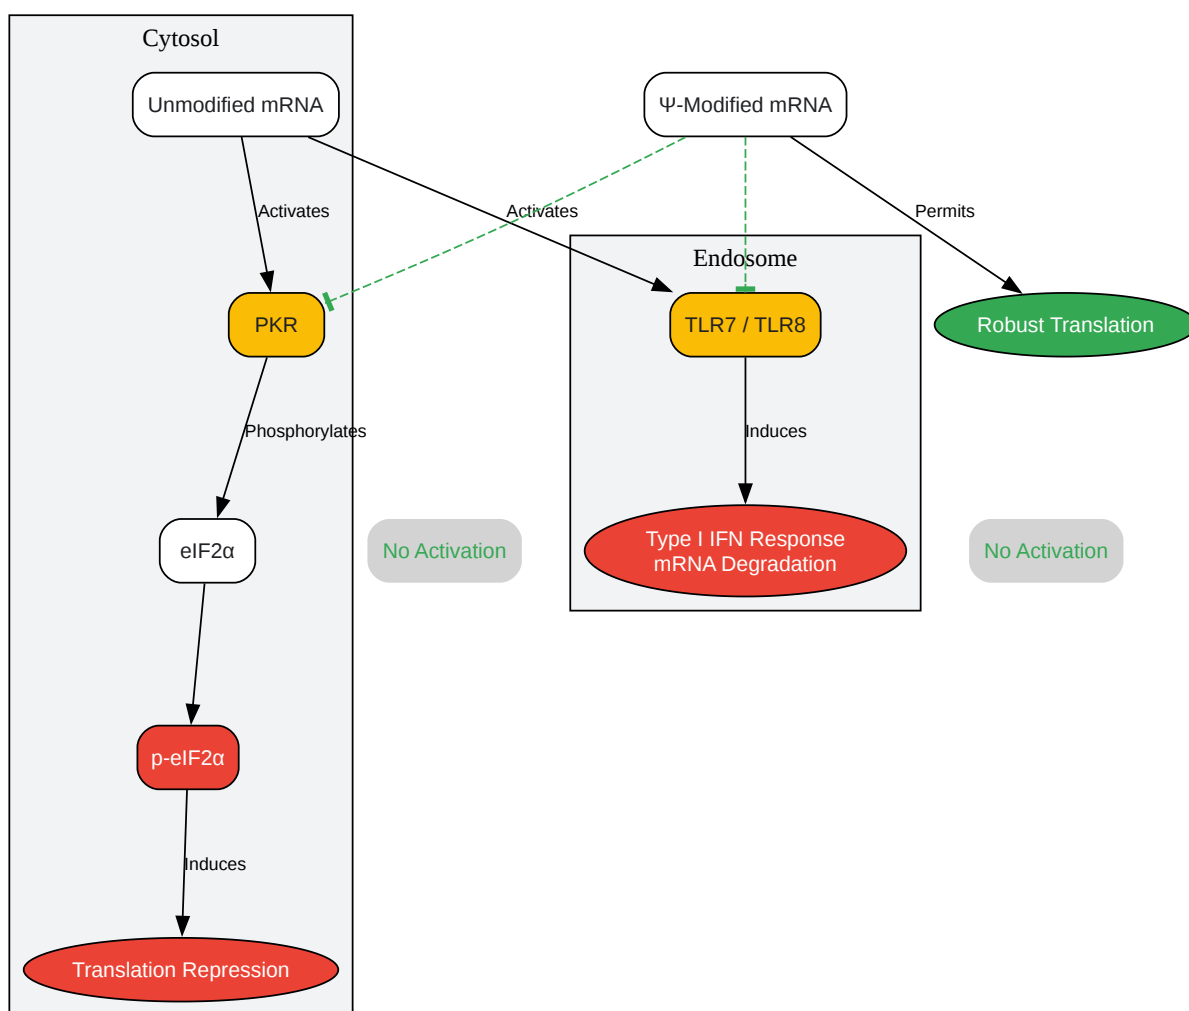 Cytosol
Unmodified mRNA
Ψ-Modified mRNA
Activates
Activates
Permits
Endosome
PKR
TLR7 / TLR8
Robust Translation
Phosphorylates
Induces
eIF2α
No Activation
Type I IFN Response
mRNA Degradation
No Activation
p-eIF2α
Induces
Translation Repression